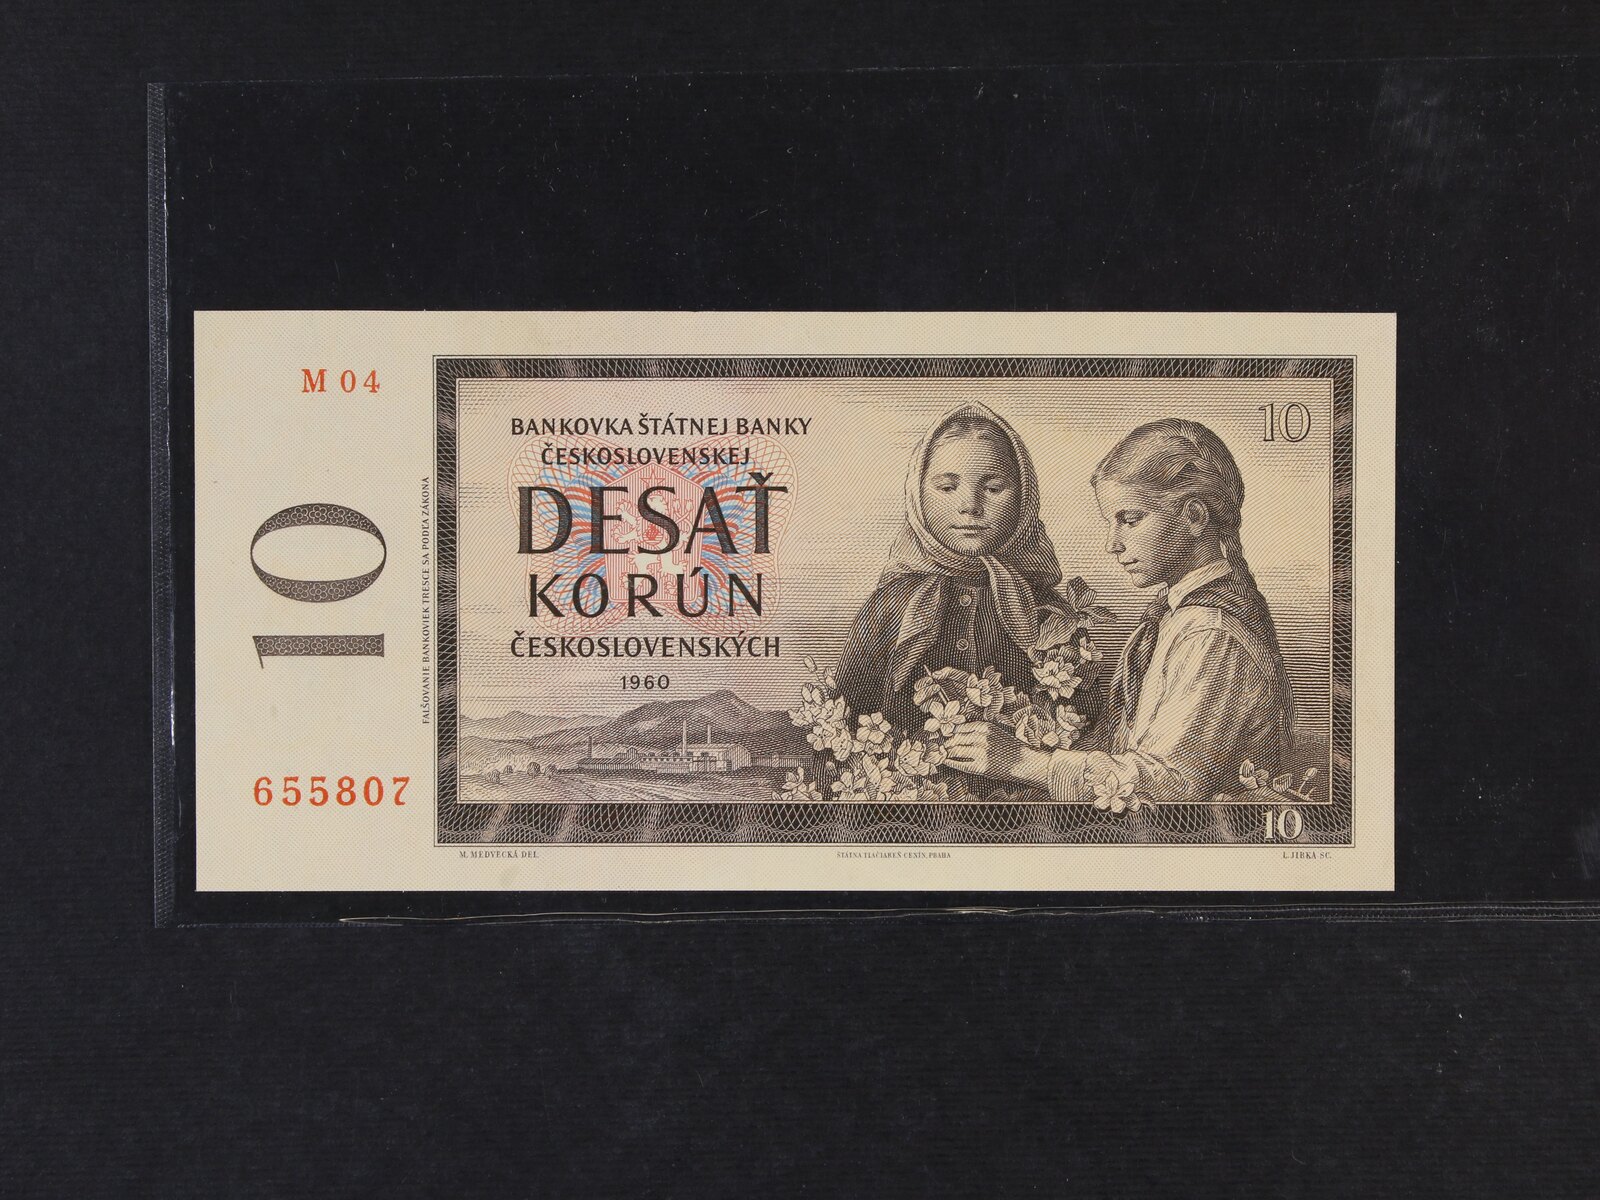 M 04
10
655807
FALŠOVANIE BANKOVIEK TRESCE SA PODĽA ZÁKONA
BANKOVKA ŠTÁTNEJ BANKY
ČESKOSLOVENSKEJ
DESAŤ
KORÚN
ČESKOSLOVENSKÝCH
1960
10
10
M. MEDVECKÁ DEL.
ŠTÁTNA TLAČIAREŇ CENÍN, PRAHA
L. JIRKA SC.